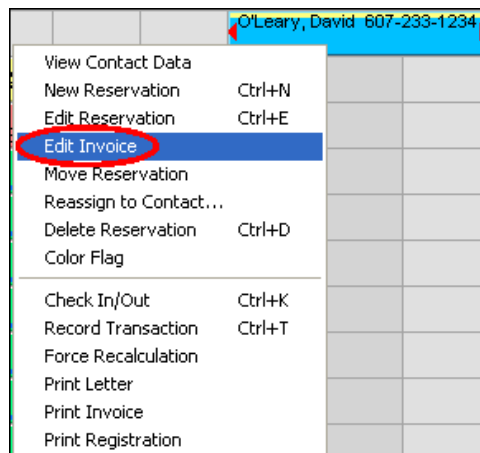 O'Leary, David 607-233-1234
View Contact Data
New Reservation Ctrl+N
Edit Reservation Ctrl+E
Edit Invoice
Move Reservation
Reassign to Contact...
Delete Reservation Ctrl+D
Color Flag
Check In/Out Ctrl+K
Record Transaction Ctrl+T
Force Recalculation
Print Letter
Print Invoice
Print Registration